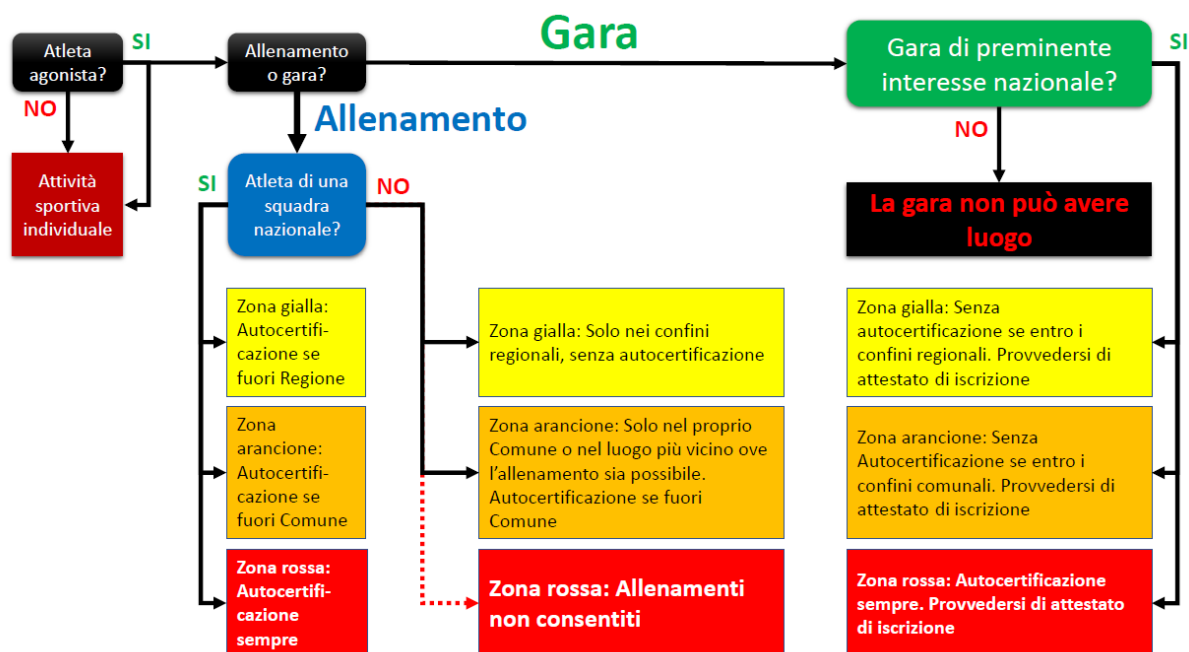 Atleta
agonista?
SI
Allenamento
o gara?
Gara
Gara di preminente
interesse nazionale?
SI
NO
Allenamento
NO
Attività
sportiva
individuale
SI
Atleta di una
squadra
nazionale?
NO
La gara non può avere
luogo
Zona gialla:
Autocertifi-
cazione se
fuori Regione
Zona gialla: Solo nei confini
regionali, senza autocertificazione
Zona gialla: Senza
autocertificazione se entro i
confini regionali. Provvedersi di
attestato di iscrizione
Zona
arancione:
Autocertifi-
cazione se
fuori Comune
Zona arancione: Solo nel proprio
Comune o nel luogo più vicino ove
l'allenamento sia possibile.
Autocertificazione se fuori
Comune
Zona arancione: Senza
Autocertificazione se entro i
confini comunali. Provvedersi di
attestato di iscrizione
Zona rossa:
Autocertifi-
cazione
sempre
Zona rossa: Allenamenti
non consentiti
Zona rossa: Autocertificazione
sempre. Provvedersi di attestato
di iscrizione